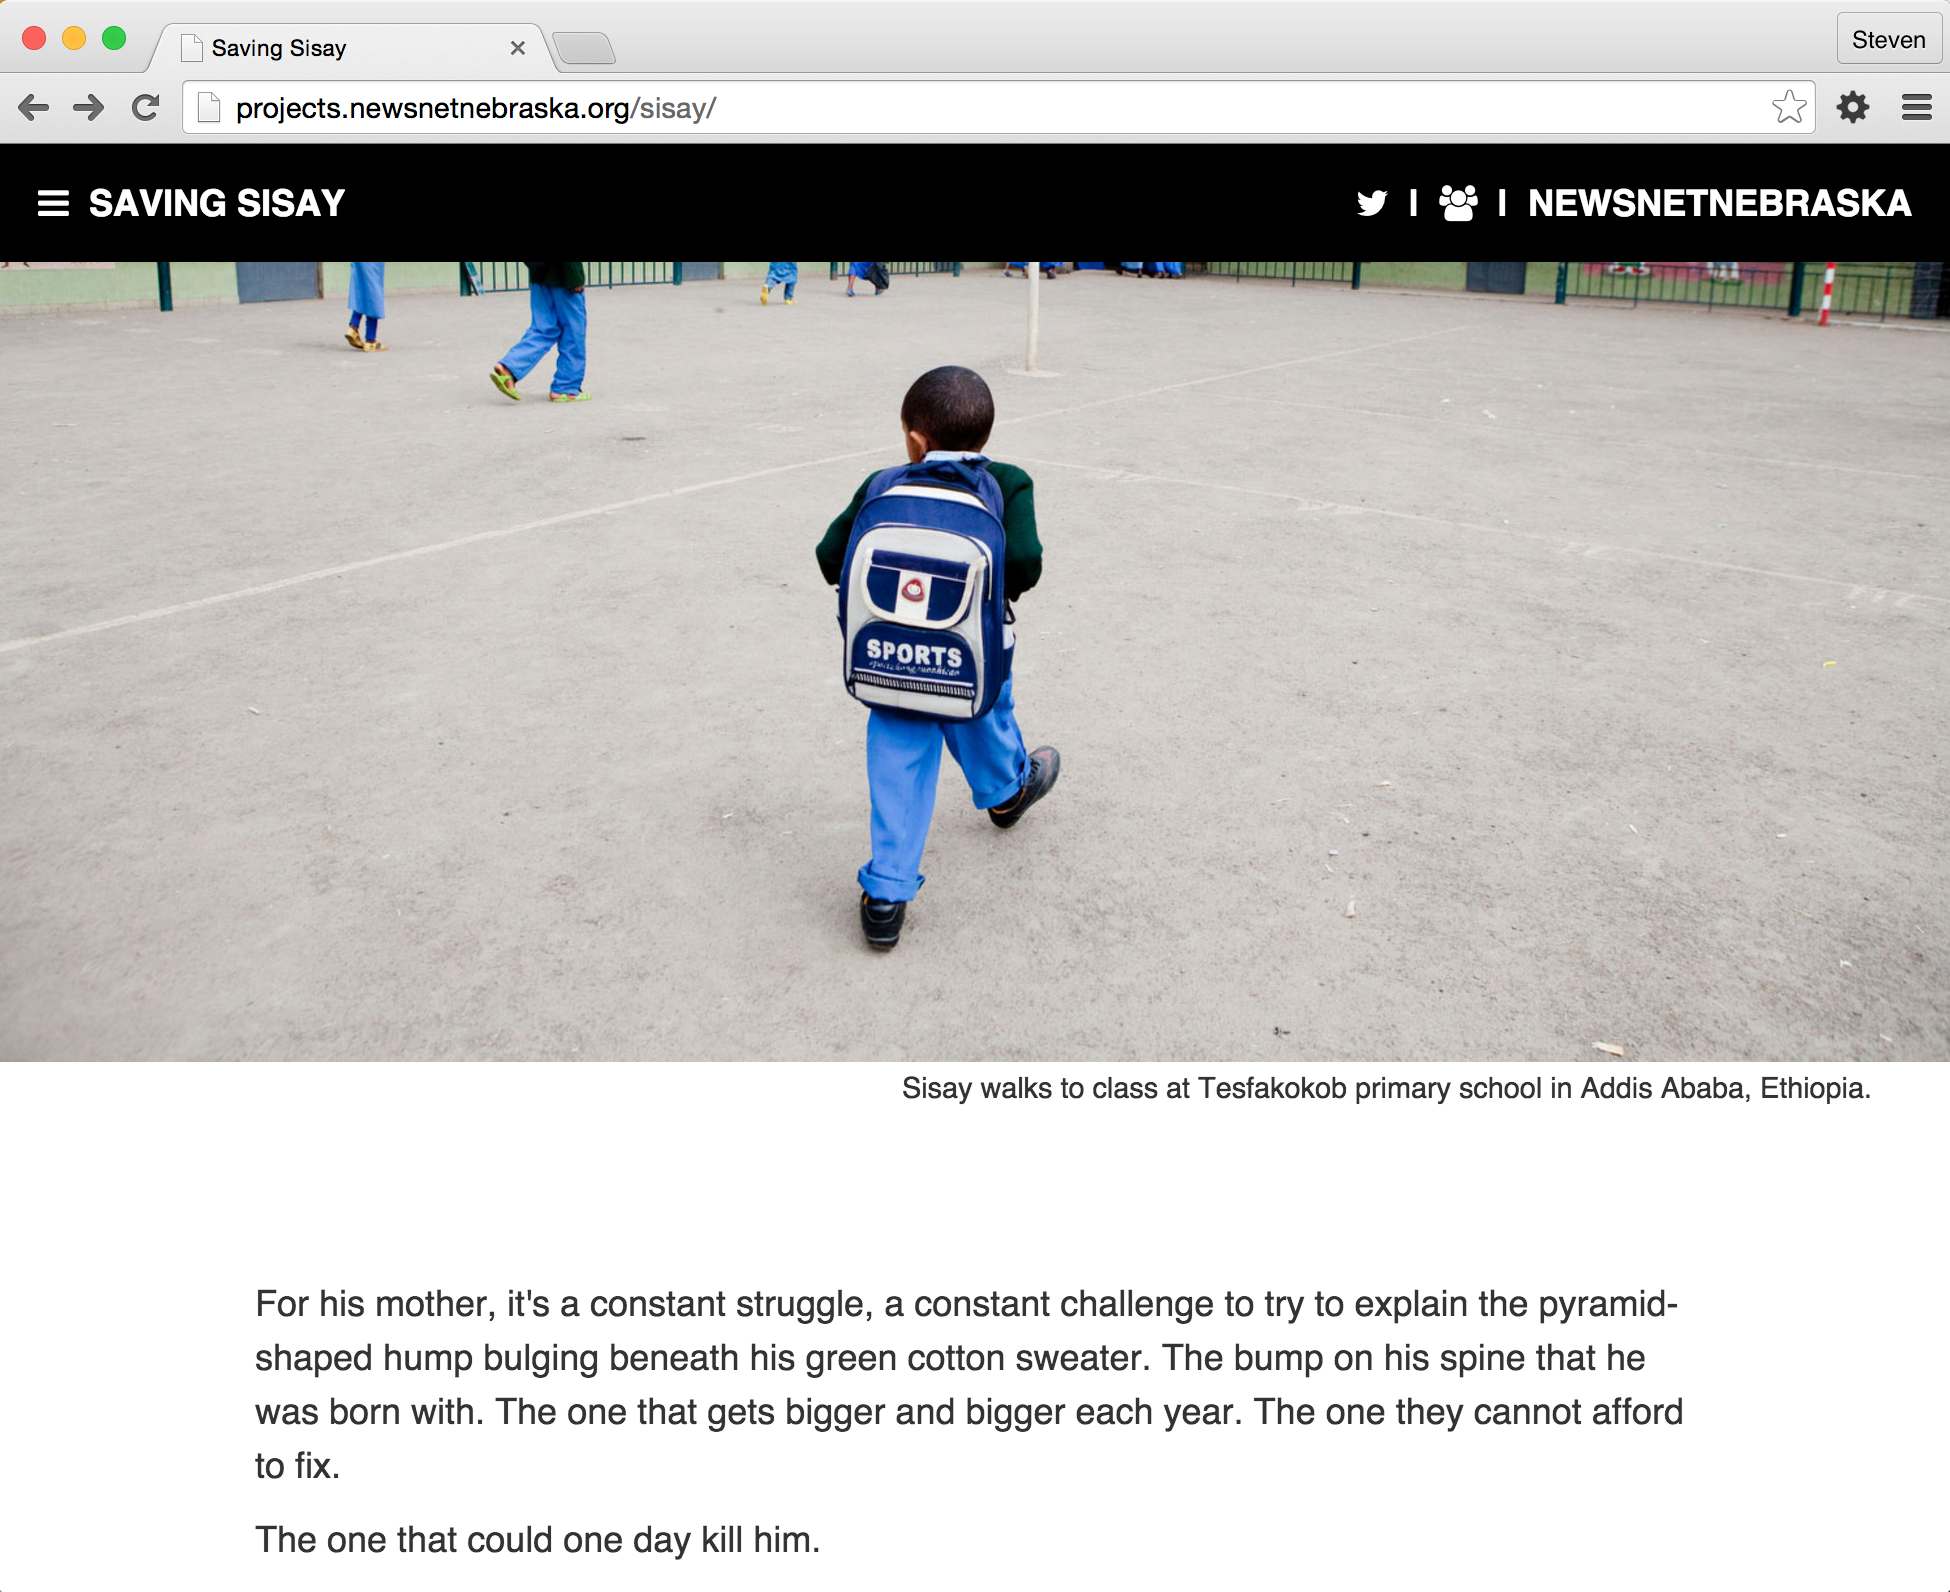 Saving Sisay
Steven
projects.newsnetnebraska.org/sisay/
SAVING SISAY
NEWSNETNEBRASKA
SPORTS
Sisay walks to class at Tesfakokob primary school in Addis Ababa, Ethiopia.
For his mother, it's a constant struggle, a constant challenge to try to explain the pyramid-
shaped hump bulging beneath his green cotton sweater. The bump on his spine that he
was born with. The one that gets bigger and bigger each year. The one they cannot afford
to fix.
The one that could one day kill him.